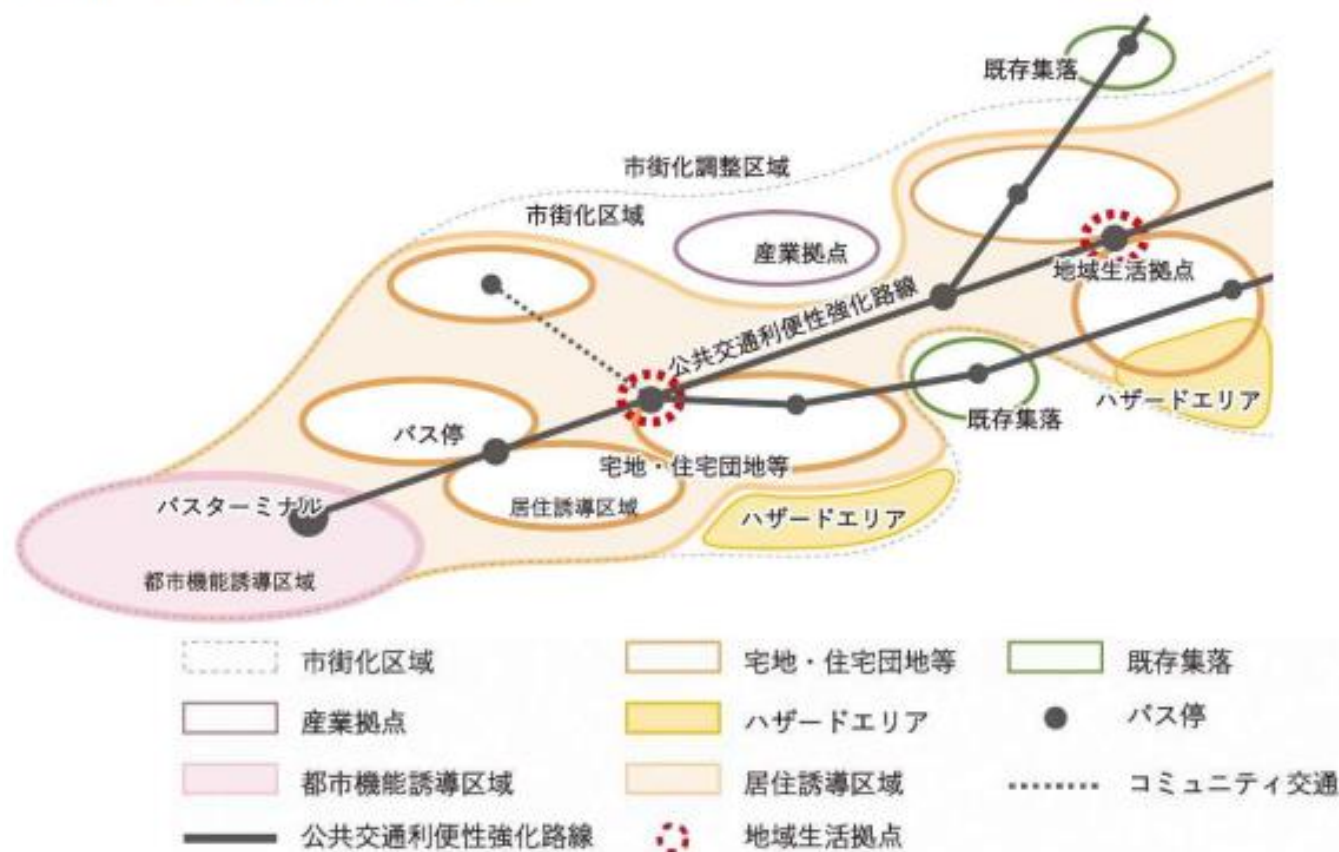 既存集落
市街化調整区域
市街化区域
産業拠点
地域生活拠点
公共交通利便性強化路線
ハザードエリア
既存集落
バス停
宅地・住宅団地等
バスターミナル
居住誘導区域
ハザードエリア
都市機能誘導区域
市街化区域
宅地・住宅団地等
既存集落
産業拠点
ハザードエリア
バス停
都市機能誘導区域
居住誘導区域
コミュニティ交通
公共交通利便性強化路線
地域生活拠点